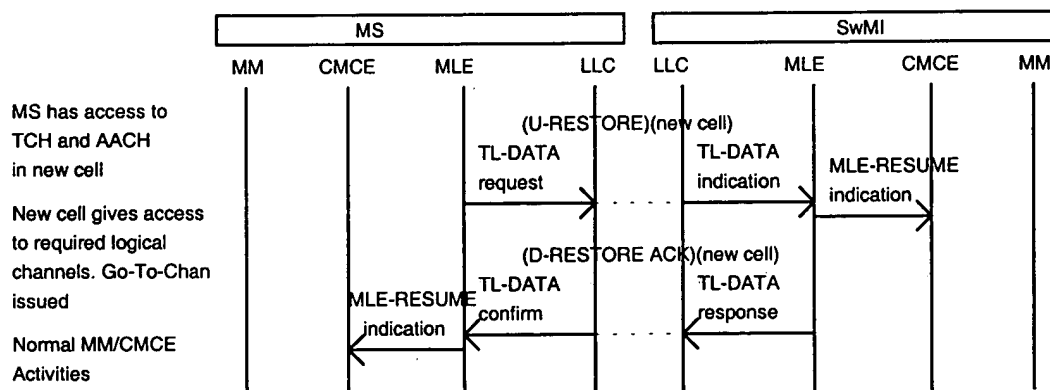 MS
SwMI
MM CMCE MLE LLC LLC MLE CMCE MM
MS has access to
TCH and AACH
in new cell
(U-RESTORE)(new cell)
TL-DATA
request
TL-DATA
indication
MLE-RESUME
indication
New cell gives access
to required logical
channels. Go-To-Chan
issued
(D-RESTORE ACK)(new cell)
MLE-RESUME
indication
TL-DATA
confirm
TL-DATA
response
Normal MM/CMCE
Activities